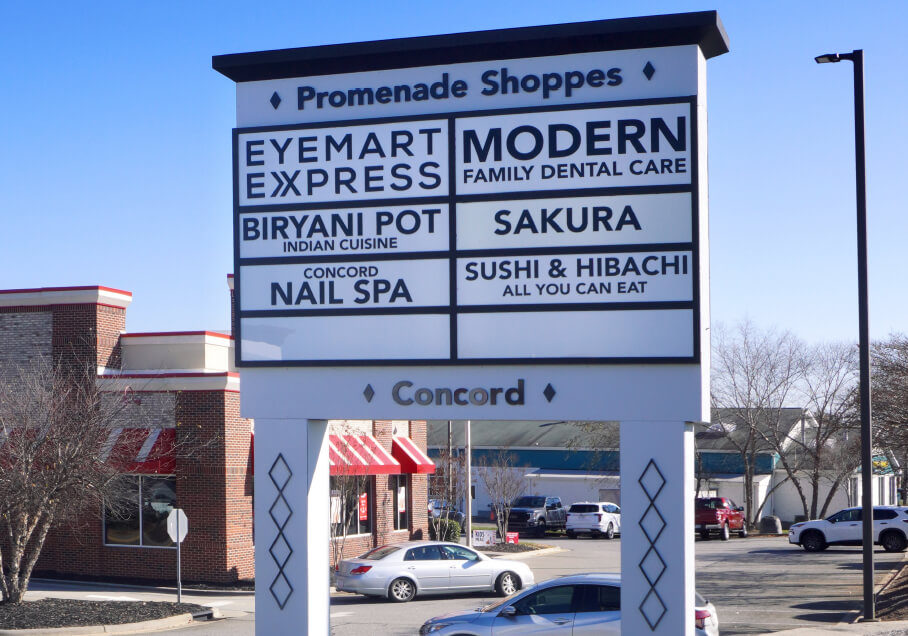 Promenade Shoppes
EYEMART
EXPRESS
MODERN
FAMILY DENTAL CARE
BIRYANI POT
INDIAN CUISINE
SAKURA
CONCORD
NAIL SPA
SUSHI & HIBACHI
ALL YOU CAN EAT
Concord